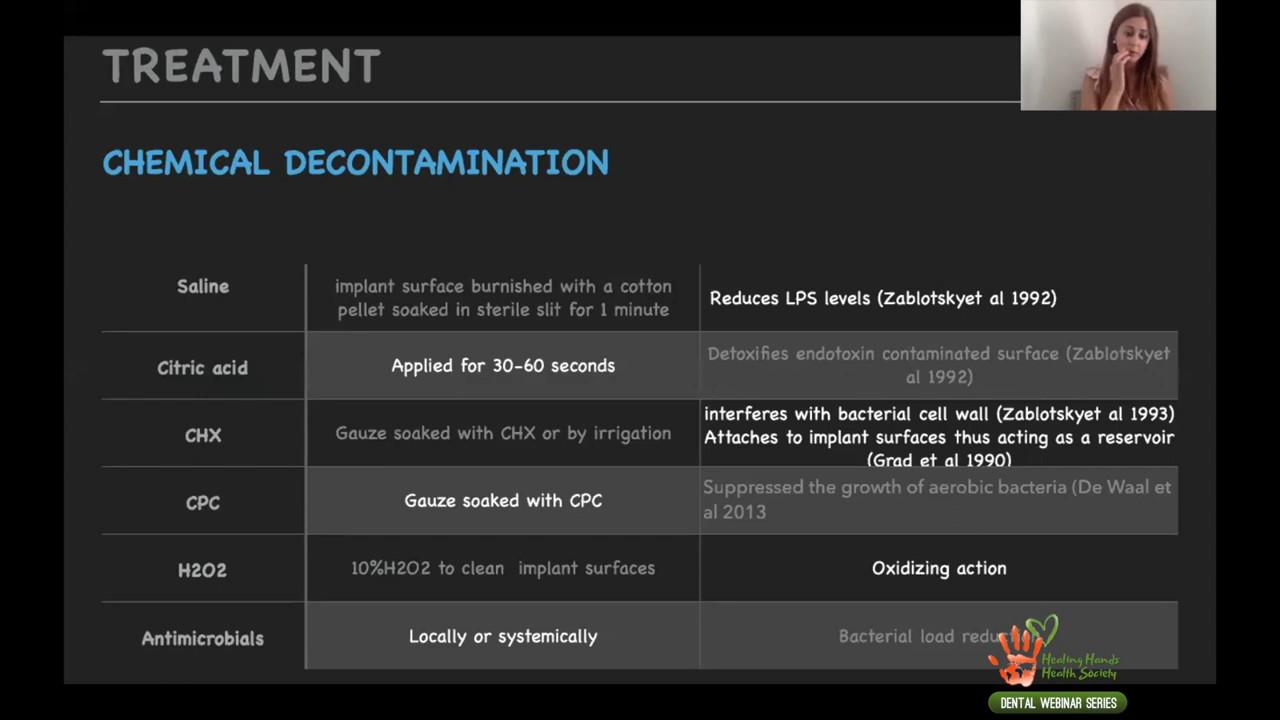 TREATMENT
CHEMICAL DECONTAMINATION
Saline
implant surface burnished with a cotton
pellet soaked in sterile slit for 1 minute
Reduces LPS levels (Zablotskyet al 1992)
Citric acid
Applied for 30-60 seconds
Detoxifies endotoxin contaminated surface (Zablotskyet
al 1992)
CHX
Gauze soaked with CHX or by irrigation
interferes with bacterial cell wall (Zablotskyet al 1993)
Attaches to implant surfaces thus acting as a reservoir
(Grad et al 1990)
CPC
Gauze soaked with CPC
Suppressed the growth of aerobic bacteria (De Waal et
al 2013
H2O2
10%H2O2 to clean implant surfaces
Oxidizing action
Antimicrobials
Locally or systemically
Bacterial load
Healing Hands
Health Society
DENTAL WEBINAR SERIES